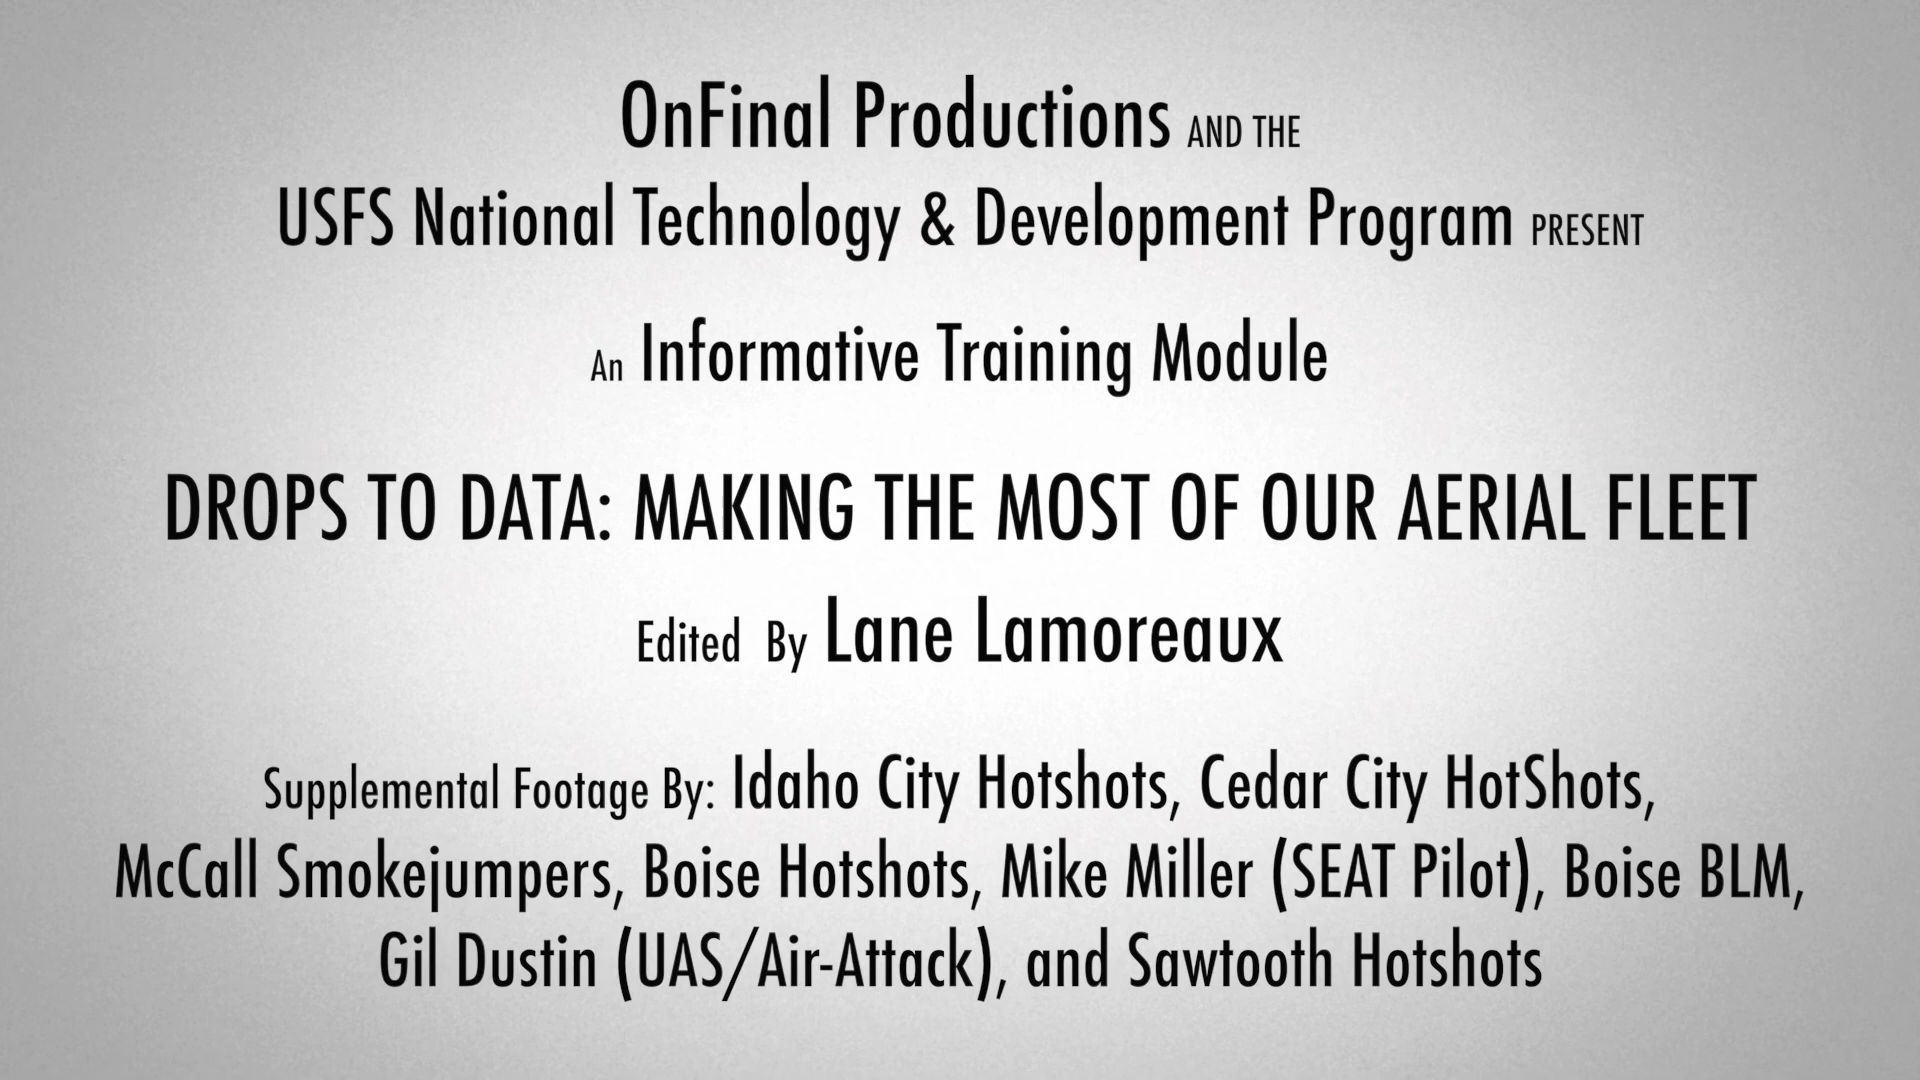 OnFinal Productions AND THE
USFS National Technology & Development Program PRESENT
An Informative Training Module
DROPS TO DATA: MAKING THE MOST OF OUR AERIAL FLEET
Edited By Lane Lamoreaux
Supplemental Footage By: Idaho City Hotshots, Cedar City HotShots,
McCall Smokejumpers, Boise Hotshots, Mike Miller (SEAT Pilot), Boise BLM,
Gil Dustin (UAS/Air-Attack), and Sawtooth Hotshots